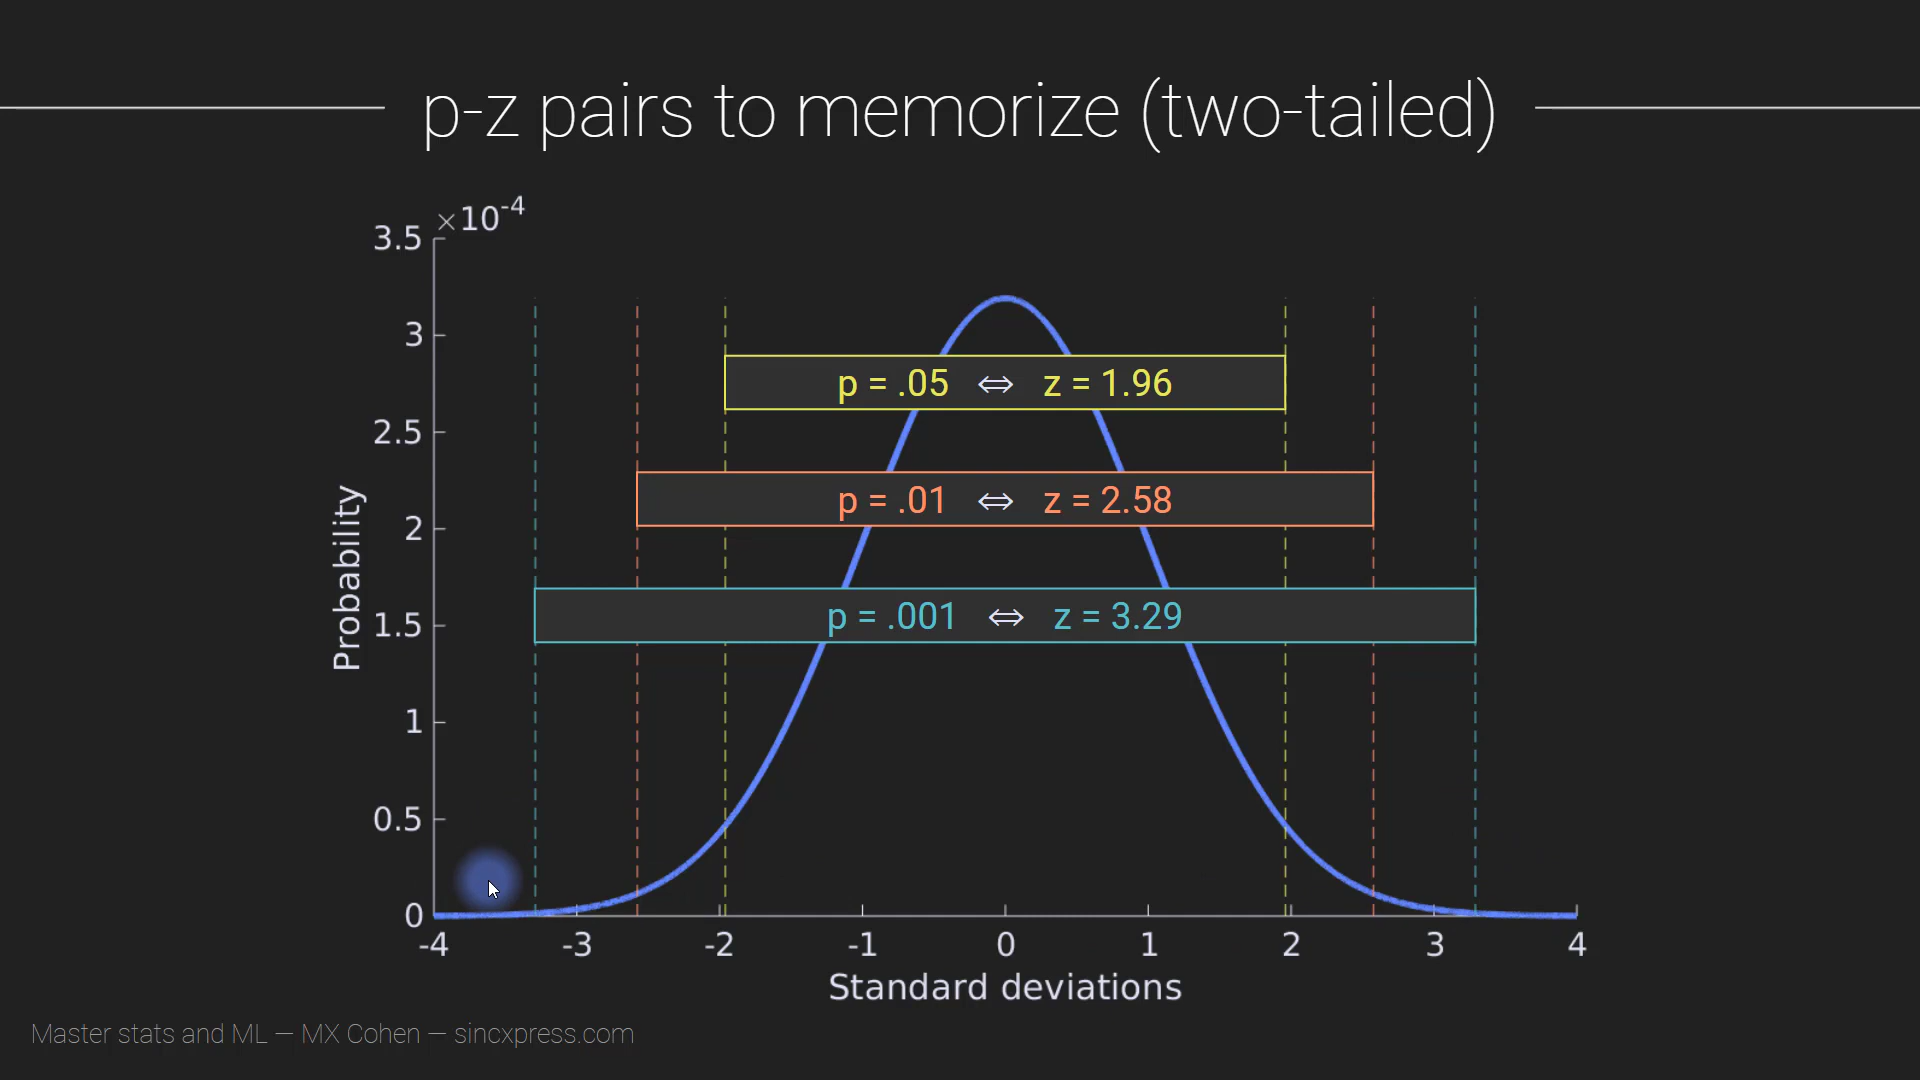 p-z pairs to memorize (two-tailed)
×10-4
3.5
3
2.5
2
1.5
1
0.5
0
Probability
p = .05 ⇔ z = 1.96
p = .01 ⇔ z = 2.58
p = .001 ⇔ z = 3.29
-4 -3 -2 -1 0 1 2 3 4
Standard deviations
Master stats and ML — MX Cohen — sincxpress.com